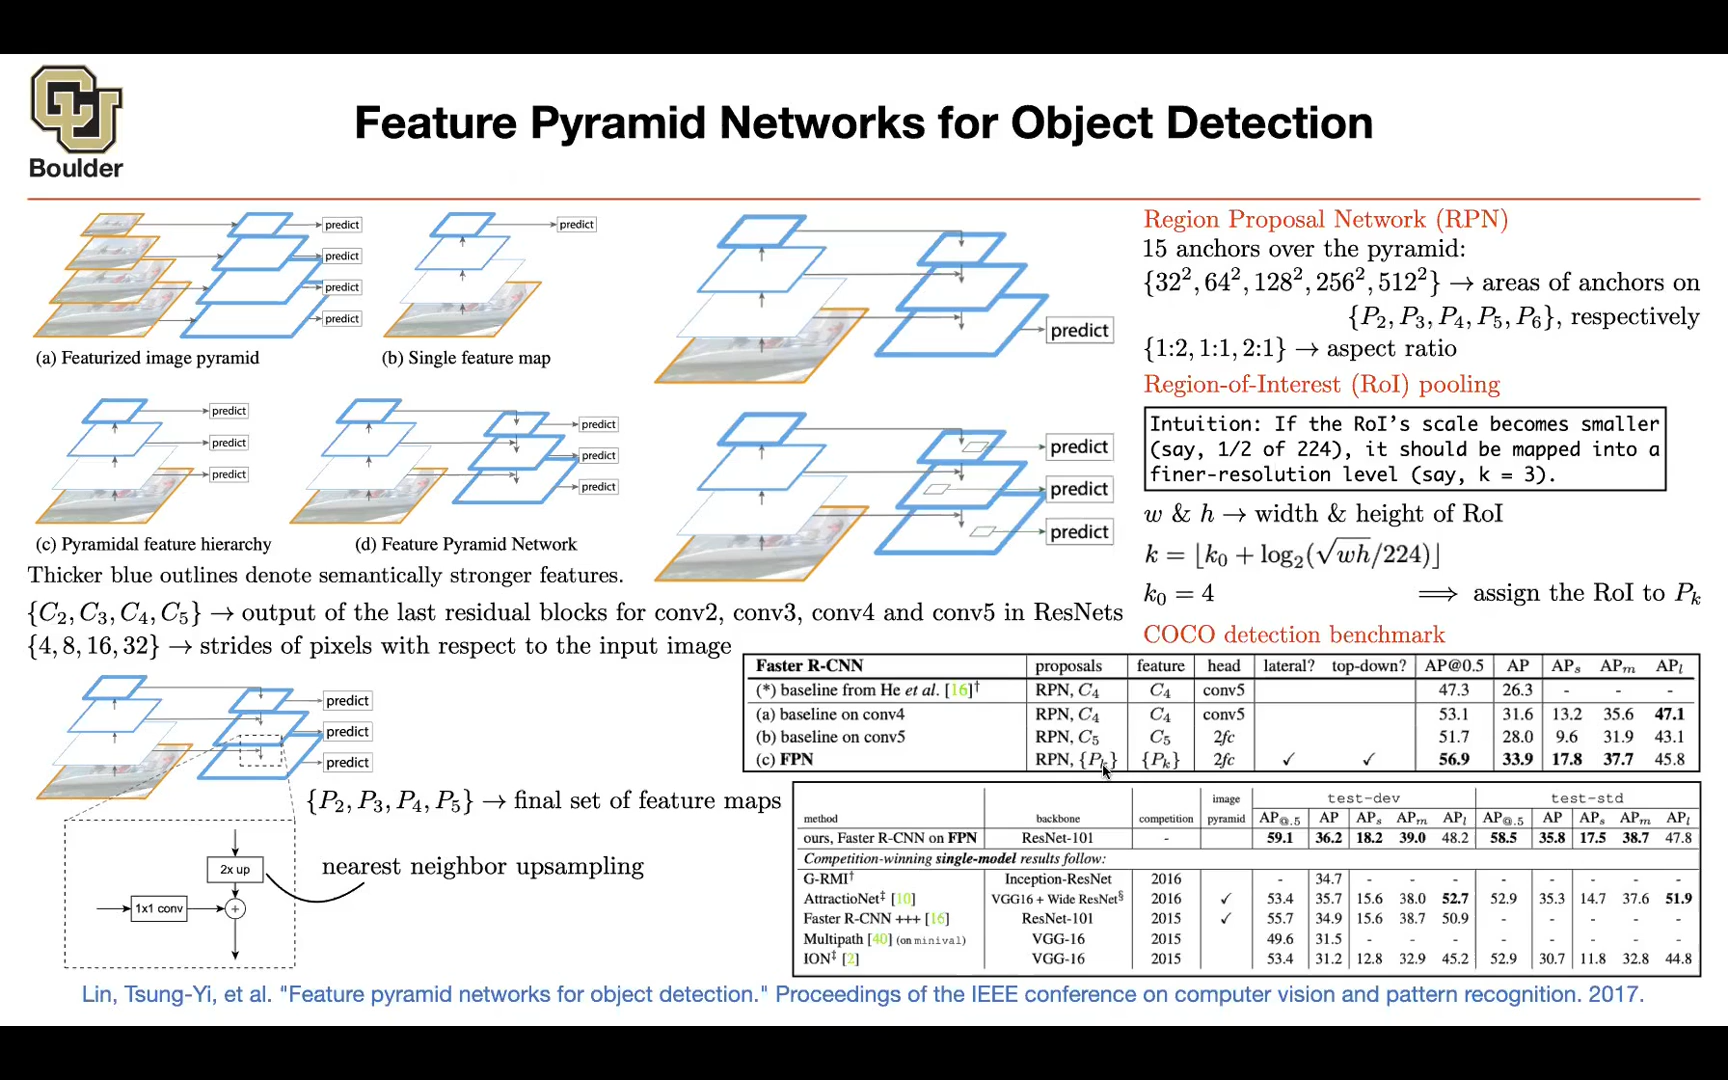 Boulder
Feature Pyramid Networks for Object Detection
predict
predict
predict
predict
(a) Featurized image pyramid
predict
(b) Single feature map
predict
predict
predict
(c) Pyramidal feature hierarchy
predict
predict
predict
(d) Feature Pyramid Network
Thicker blue outlines denote semantically stronger features.
predict
predict
predict
predict
{C₂, C₃, C₄, C₅} → output of the last residual blocks for conv2, conv3, conv4 and conv5 in ResNets
{4, 8, 16, 32} → strides of pixels with respect to the input image
predict
predict
predict
{P₂, P₃, P₄, P₅} → final set of feature maps
2x up
1x1 conv
+
nearest neighbor upsampling
Region Proposal Network (RPN)
15 anchors over the pyramid:
{32², 64², 128², 256², 512²} → areas of anchors on
{P₂, P₃, P₄, P₅, P₆}, respectively
{1:2, 1:1, 2:1} → aspect ratio
Region-of-Interest (RoI) pooling
Intuition: If the RoI's scale becomes smaller
(say, 1/2 of 224), it should be mapped into a
finer-resolution level (say, k = 3).
w & h → width & height of RoI
k = ⌊k₀ + log₂(√wh/224)⌋
k₀ = 4 ⟹ assign the RoI to Pₖ
COCO detection benchmark
Faster R-CNN proposals feature head lateral? top-down? AP@0.5 AP APₛ APₘ APₗ
(*) baseline from He et al. [16]† RPN, C₄ C₄ conv5 47.3 26.3 - - -
(a) baseline on conv4 RPN, C₄ C₄ conv5 53.1 31.6 13.2 35.6 47.1
(b) baseline on conv5 RPN, C₅ C₅ 2fc 51.7 28.0 9.6 31.9 43.1
(c) FPN RPN, {Pₖ} {Pₖ} 2fc ✓ ✓ 56.9 33.9 17.8 37.7 45.8
image test-dev test-std
method backbone competition pyramid AP@.5 AP APₛ APₘ APₗ AP@.5 AP APₛ APₘ APₗ
ours, Faster R-CNN on FPN ResNet-101 - 59.1 36.2 18.2 39.0 48.2 58.5 35.8 17.5 38.7 47.8
Competition-winning single-model results follow:
G-RMI† Inception-ResNet 2016 - 34.7 - - - - - - - -
AttractioNet‡ [10] VGG16 + Wide ResNet§ 2016 ✓ 53.4 35.7 15.6 38.0 52.7 52.9 35.3 14.7 37.6 51.9
Faster R-CNN +++ [16] ResNet-101 2015 ✓ 55.7 34.9 15.6 38.7 50.9 - - - - -
Multipath [40] (on minival) VGG-16 2015 49.6 31.5 - - - - - - - -
ION‡ [2] VGG-16 2015 53.4 31.2 12.8 32.9 45.2 52.9 30.7 11.8 32.8 44.8
Lin, Tsung-Yi, et al. "Feature pyramid networks for object detection." Proceedings of the IEEE conference on computer vision and pattern recognition. 2017.